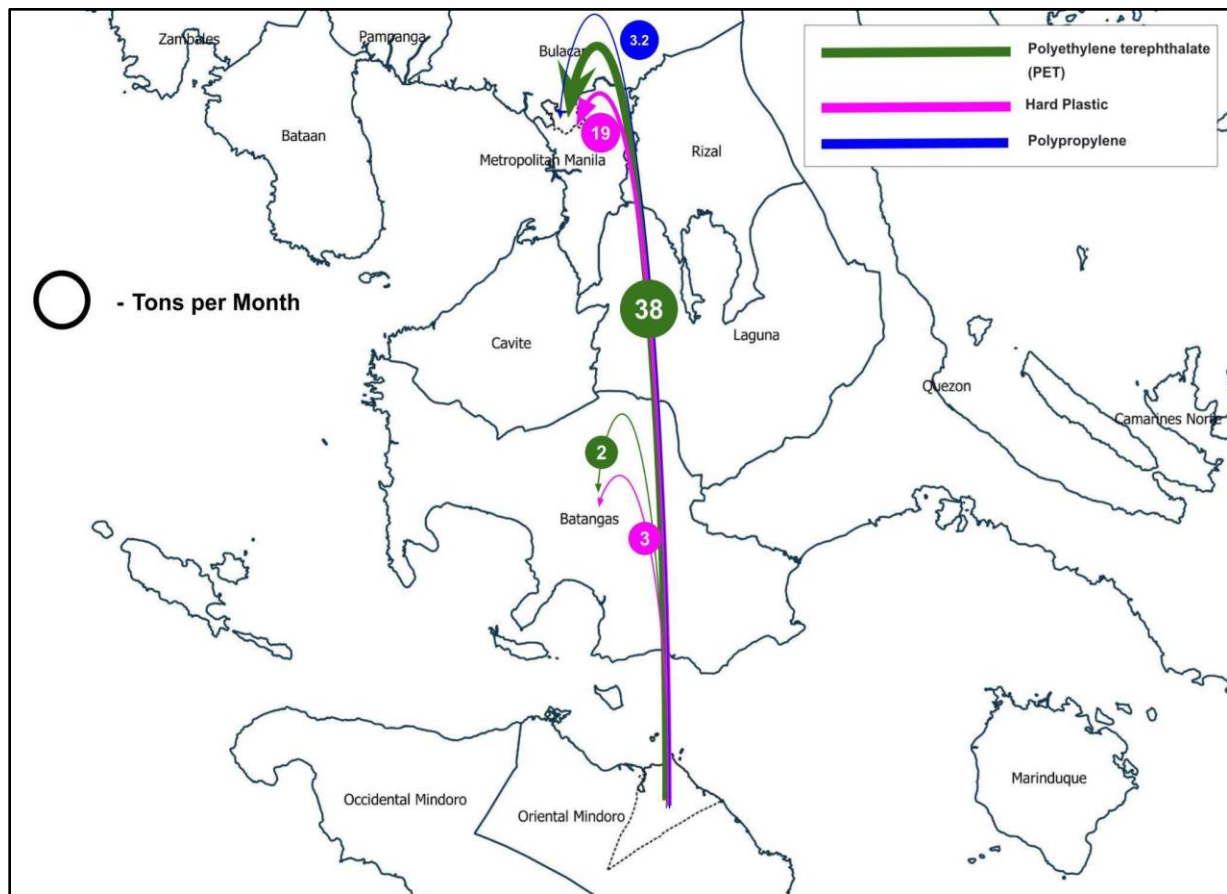 Zambales
Pampanga
Bulacan
3.2
Polyethylene terephthalate
(PET)
Hard Plastic
Polypropylene
Bataan
19
Metropolitan Manila
Rizal
- Tons per Month
38
Cavite
Laguna
Quezon
Camarines Norte
2
Batangas
3
Occidental Mindoro
Oriental Mindoro
Marinduque